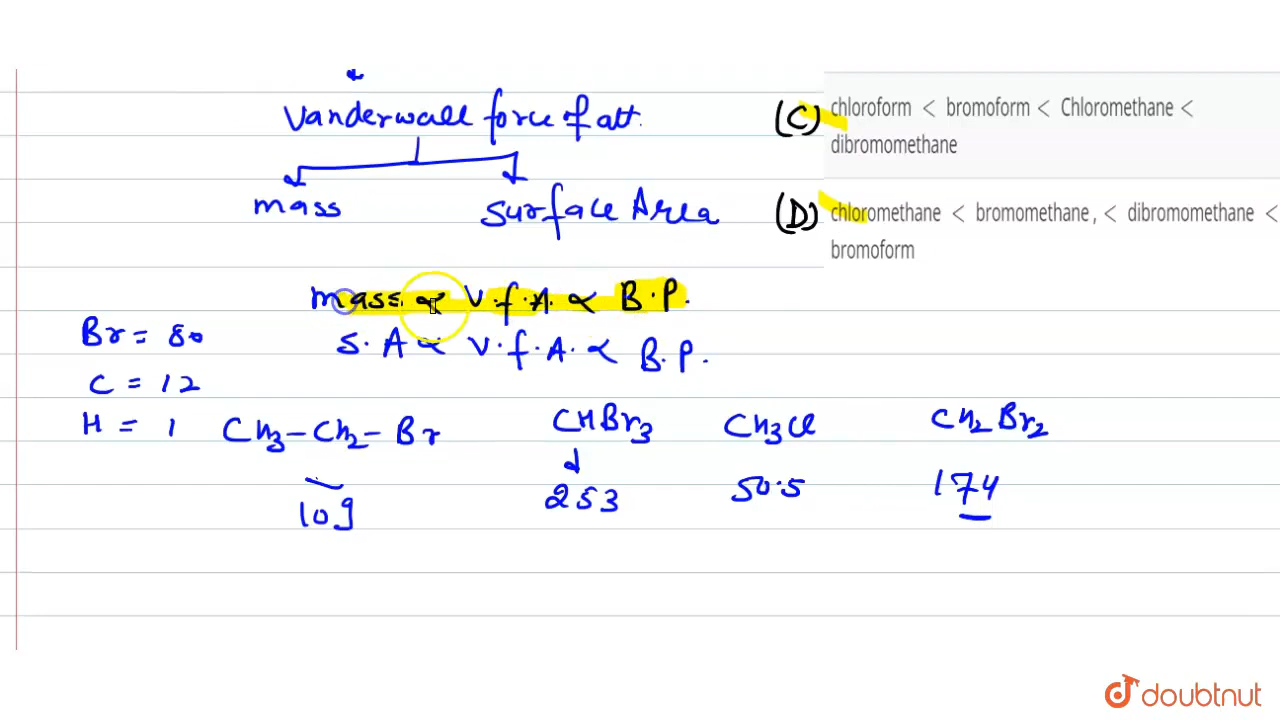 Vanderwall force of att.
mass
Surface Area
mass ∝ V.f.A. ∝ B.P.
S.A ∝ V.f.A. ∝ B.P.
Br = 80
C = 12
H = 1
CH3-CH2-Br
CHBr3
CH3Cl
CH2Br2
109
253
50.5
174
(C) chloroform < bromoform < Chloromethane <
dibromomethane
(D) chloromethane < bromomethane, < dibromomethane <
bromoform
doubtnut